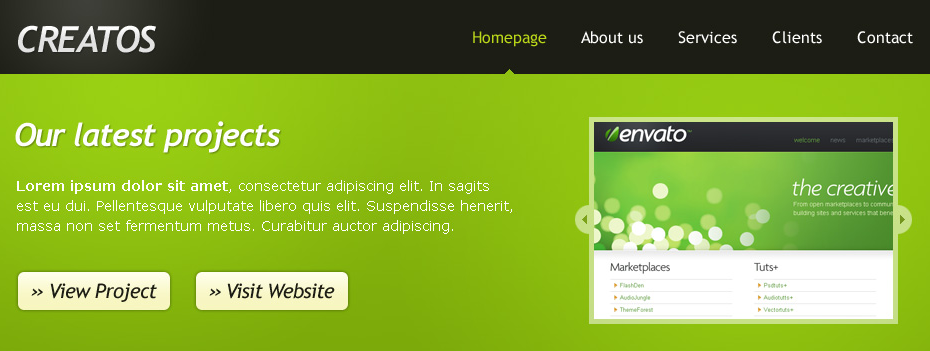 CREATOS
Homepage About us Services Clients Contact
Our latest projects
Lorem ipsum dolor sit amet, consectetur adipiscing elit. In sagits
est eu dui. Pellentesque vulputate libero quis elit. Suspendisse henerit,
massa non set fermentum metus. Curabitur auctor adipiscing.
» View Project » Visit Website
envato
welcome news marketplaces
the creative
From open marketplaces to commun
building sites and services that bene
Marketplaces Tuts+
FlashDen Psdtuts+
AudioJungle Audiotuts+
ThemeForest Vectortuts+